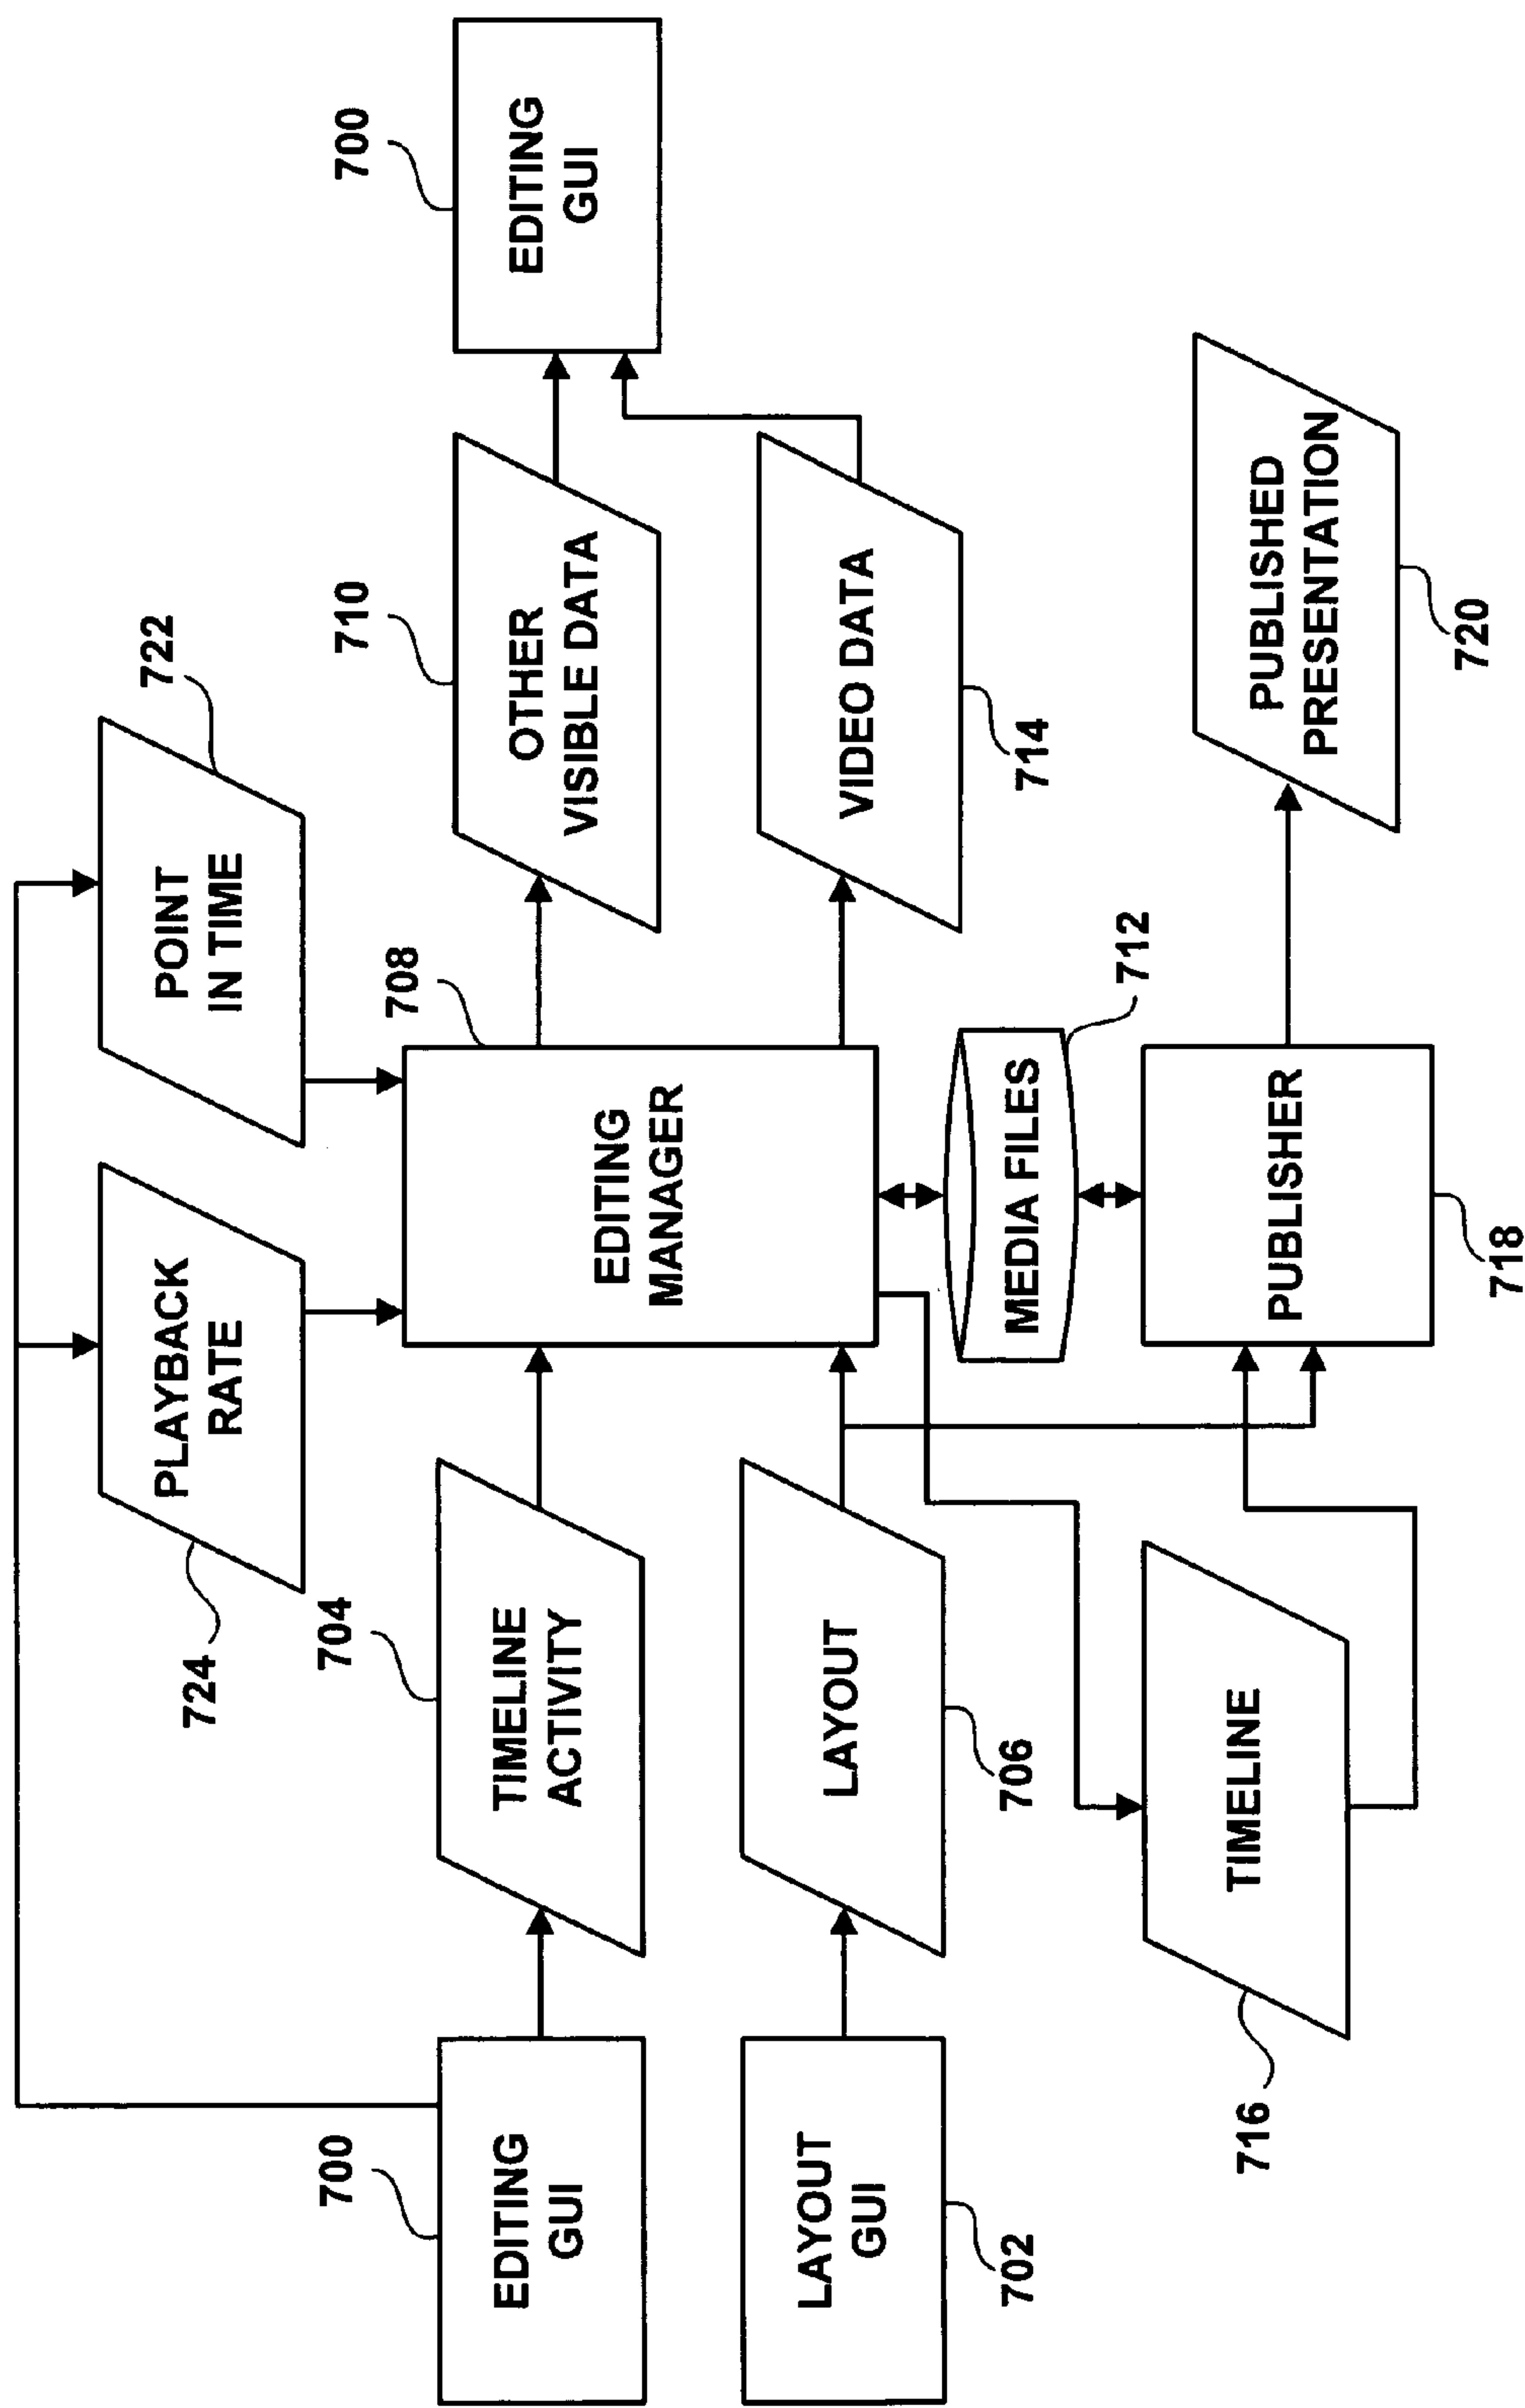 722
POINT
IN TIME
PLAYBACK
RATE
724
700
EDITING
GUI
704
TIMELINE
ACTIVITY
708
EDITING
MANAGER
710
OTHER
VISIBLE DATA
700
EDITING
GUI
LAYOUT
GUI
702
LAYOUT
706
MEDIA FILES
712
VIDEO DATA
714
716
TIMELINE
PUBLISHER
718
PUBLISHED
PRESENTATION
720